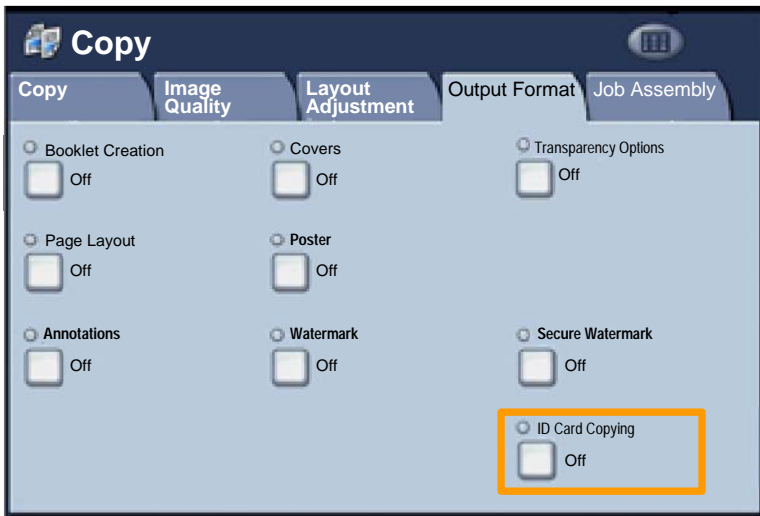 Copy
Copy
Image
Quality
Layout
Adjustment
Output Format
Job Assembly
Booklet Creation
Off
Covers
Off
Transparency Options
Off
Page Layout
Off
Poster
Off
Annotations
Off
Watermark
Off
Secure Watermark
Off
ID Card Copying
Off